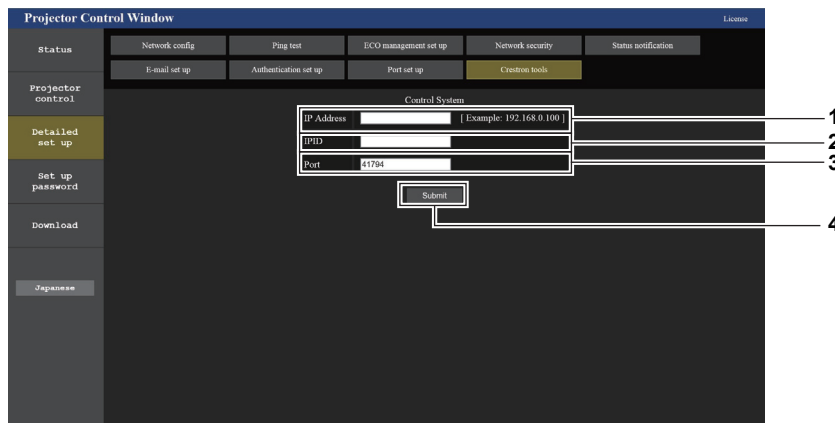 Projector Control Window License
Status
Network config Ping test ECO management set up Network security Status notification
E-mail set up Authentication set up Port set up Crestron tools
Projector
control
Control System
IP Address [ Example: 192.168.0.100 ] 1
Detailed
set up
IPID 2
Port 41794 3
Set up
password
Submit
Download 4
Japanese